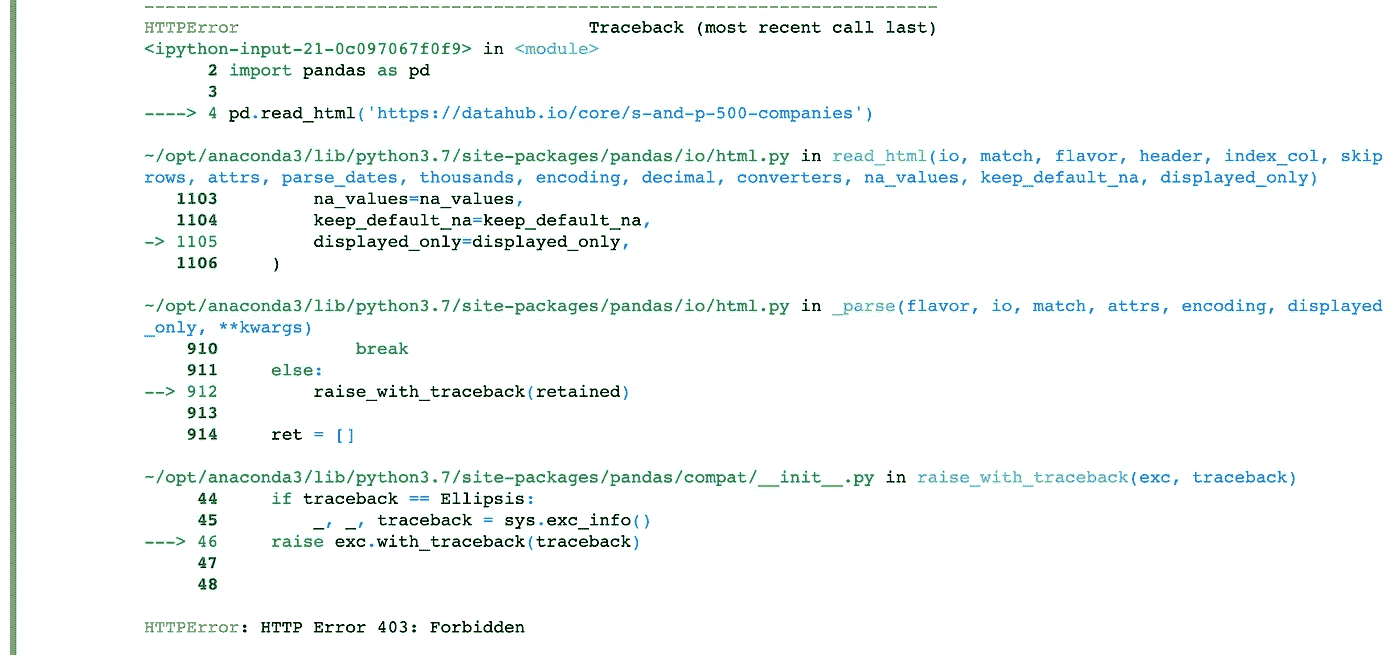 ---------------------------------------------------------------------------
HTTPError                                 Traceback (most recent call last)
<ipython-input-21-0c097067f0f9> in <module>
      2 import pandas as pd
      3
----> 4 pd.read_html('https://datahub.io/core/s-and-p-500-companies')

~/opt/anaconda3/lib/python3.7/site-packages/pandas/io/html.py in read_html(io, match, flavor, header, index_col, skip
rows, attrs, parse_dates, thousands, encoding, decimal, converters, na_values, keep_default_na, displayed_only)
   1103         na_values=na_values,
   1104         keep_default_na=keep_default_na,
-> 1105         displayed_only=displayed_only,
   1106     )

~/opt/anaconda3/lib/python3.7/site-packages/pandas/io/html.py in _parse(flavor, io, match, attrs, encoding, displayed
_only, **kwargs)
    910             break
    911     else:
--> 912         raise_with_traceback(retained)
    913
    914     ret = []

~/opt/anaconda3/lib/python3.7/site-packages/pandas/compat/__init__.py in raise_with_traceback(exc, traceback)
     44     if traceback == Ellipsis:
     45         _, _, traceback = sys.exc_info()
---> 46     raise exc.with_traceback(traceback)
     47
     48

HTTPError: HTTP Error 403: Forbidden